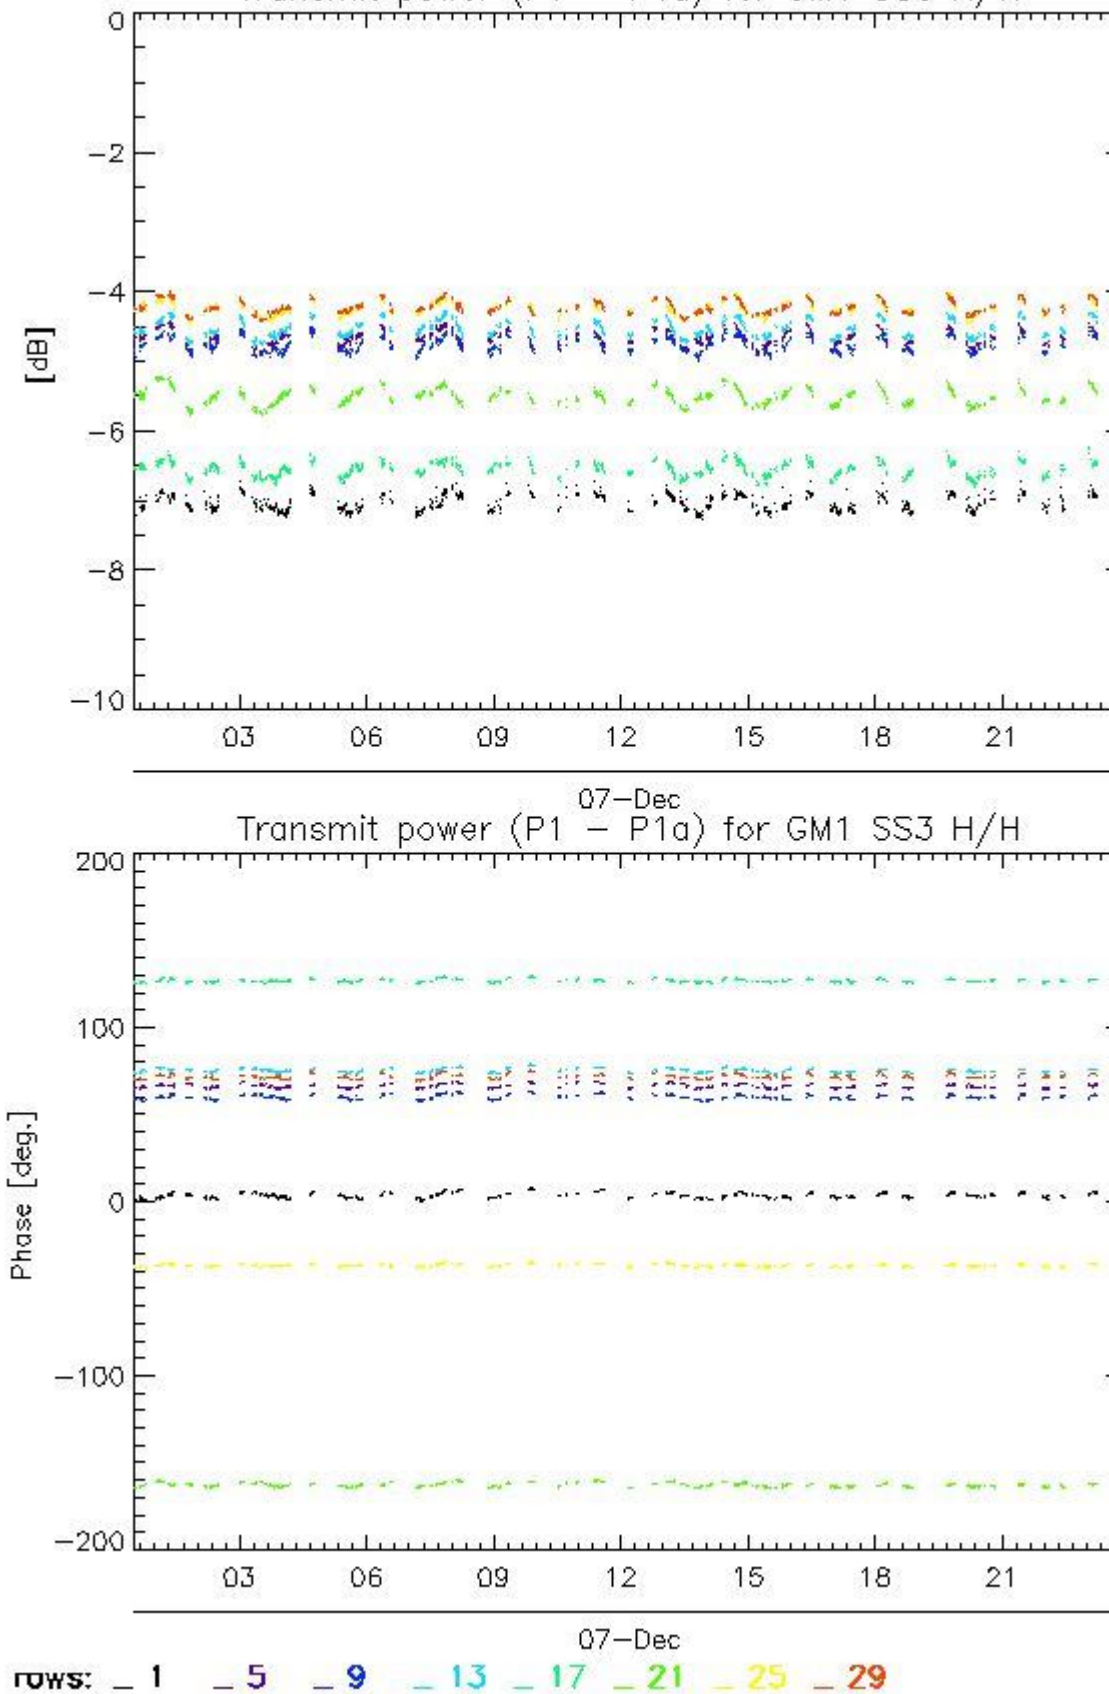 0
−2
−4
−6
−8
−10
[dB]
03 06 09 12 15 18 21
07−Dec
Transmit power (P1 − P1a) for GM1 SS3 H/H
200
100
0
−100
−200
Phase [deg.]
03 06 09 12 15 18 21
07−Dec
rows: _ 1 _ 5 _ 9 _ 13 _ 17 _ 21 _ 25 _ 29